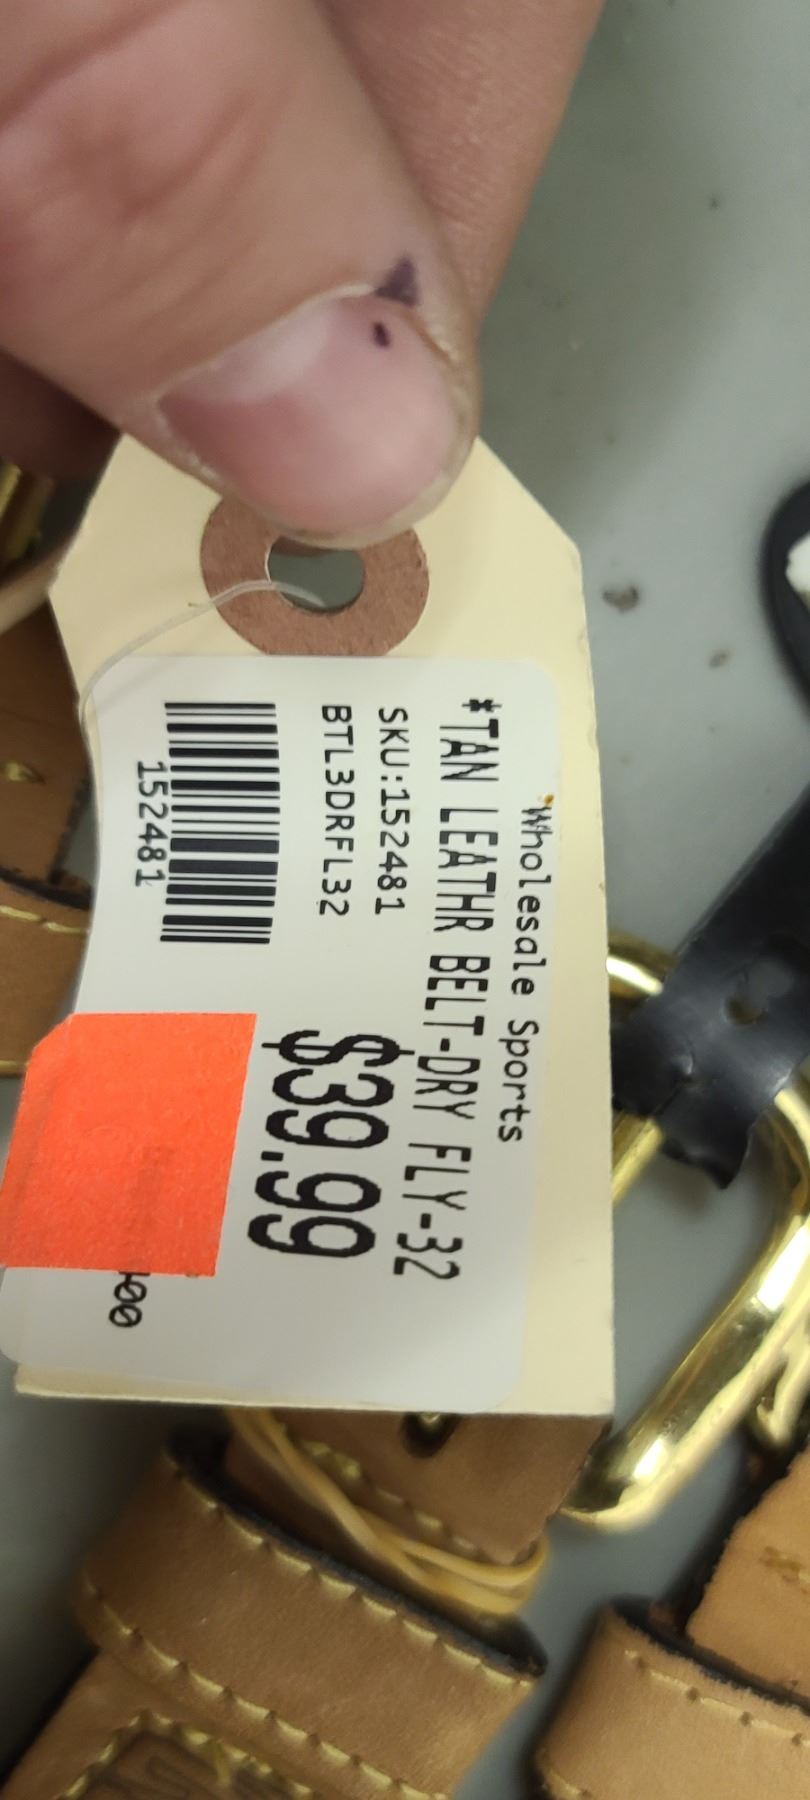 Wholesale Sports
*TAN LEATHR BELT-DRY FLY-32
SKU:152481
BTL3DRFL32
$39.99
152481